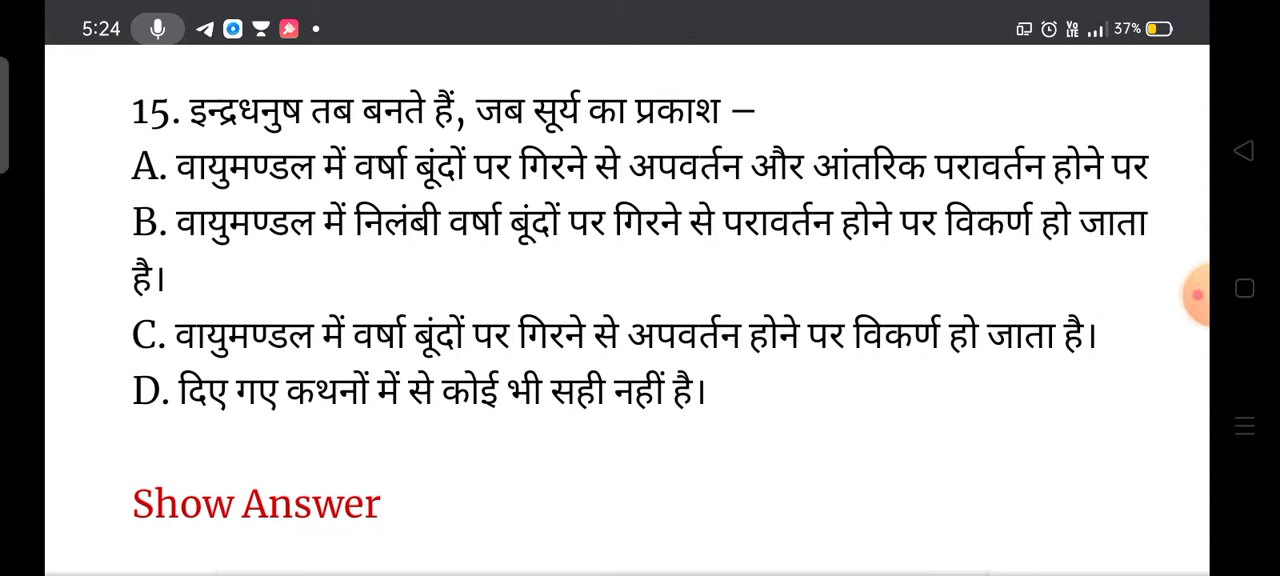 5:24
VO LTE 37%
15. इन्द्रधनुष तब बनते हैं, जब सूर्य का प्रकाश –
A. वायुमण्डल में वर्षा बूंदों पर गिरने से अपवर्तन और आंतरिक परावर्तन होने पर
B. वायुमण्डल में निलंबी वर्षा बूंदों पर गिरने से परावर्तन होने पर विकर्ण हो जाता
है।
C. वायुमण्डल में वर्षा बूंदों पर गिरने से अपवर्तन होने पर विकर्ण हो जाता है।
D. दिए गए कथनों में से कोई भी सही नहीं है।
Show Answer